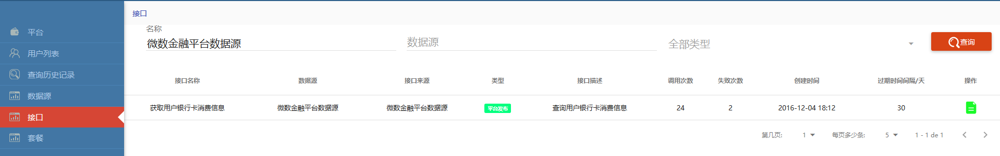 平台
用户列表
查询历史记录
数据源
接口
套餐
接口
名称
微数金融平台数据源
数据源
全部类型
查询
接口名称 数据源 接口来源 类型 接口描述 调用次数 失败次数 创建时间 过期时间间隔/天 操作
获取用户银行卡消费信息 微数金融平台数据源 微数金融平台数据源 平台发布 查询用户银行卡消费信息 24 2 2016-12-04 18:12 30
第几页: 1 每页多少条: 5 1 - 1 de 1